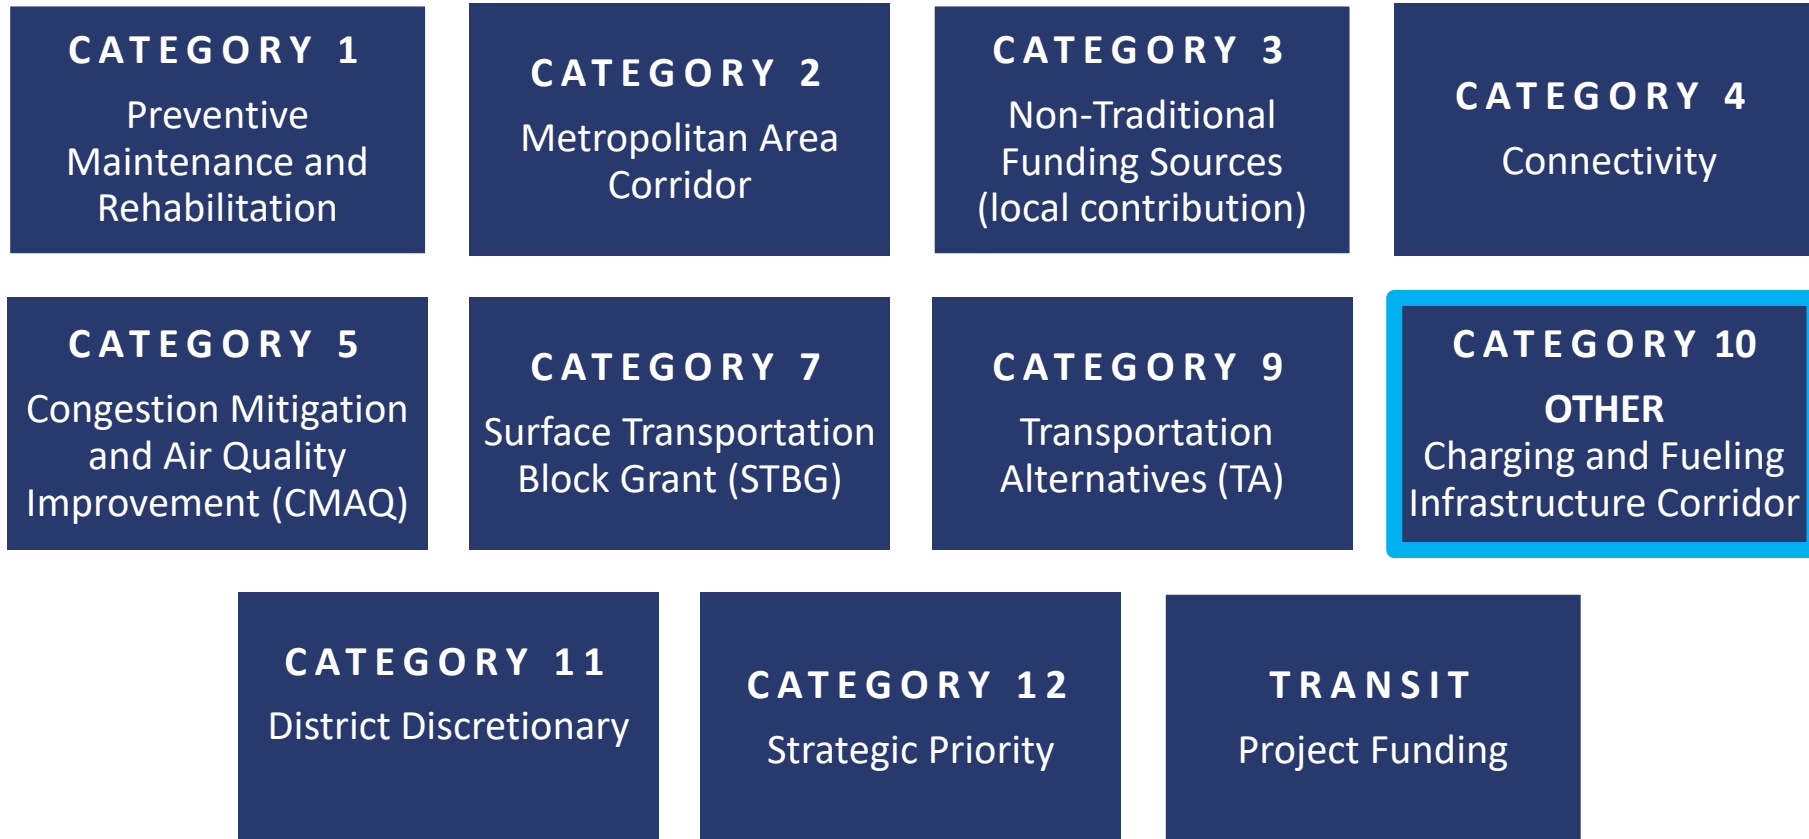 CATEGORY 1
Preventive
Maintenance and
Rehabilitation
CATEGORY 2
Metropolitan Area
Corridor
CATEGORY 3
Non-Traditional
Funding Sources
(local contribution)
CATEGORY 4
Connectivity
CATEGORY 5
Congestion Mitigation
and Air Quality
Improvement (CMAQ)
CATEGORY 7
Surface Transportation
Block Grant (STBG)
CATEGORY 9
Transportation
Alternatives (TA)
CATEGORY 10
OTHER
Charging and Fueling
Infrastructure Corridor
CATEGORY 11
District Discretionary
CATEGORY 12
Strategic Priority
TRANSIT
Project Funding